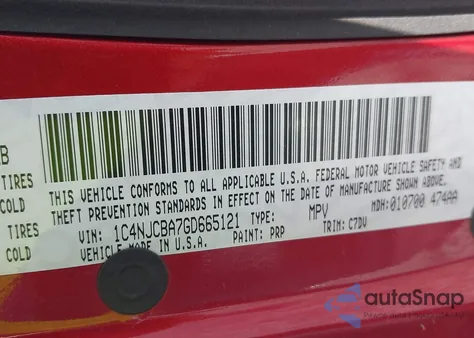 B
TIRES
COLD
TIRES
COLD
THIS VEHICLE CONFORMS TO ALL APPLICABLE U.S.A. FEDERAL MOTOR VEHICLE SAFETY AND
THEFT PREVENTION STANDARDS IN EFFECT ON THE DATE OF MANUFACTURE SHOWN ABOVE.
VIN: 1C4NJCBA7GD665121 TYPE: MPV MDH: 010700 474AA
VEHICLE MADE IN U.S.A. PAINT: PRP TRIM: C7DV
autoSnap